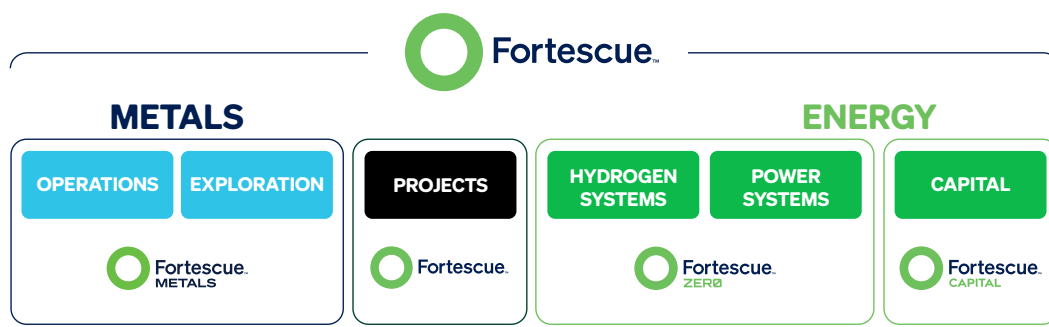 Fortescue™
METALS
ENERGY
OPERATIONS
EXPLORATION
PROJECTS
HYDROGEN
SYSTEMS
POWER
SYSTEMS
CAPITAL
Fortescue™
METALS
Fortescue™
Fortescue™
ZERØ
Fortescue™
CAPITAL